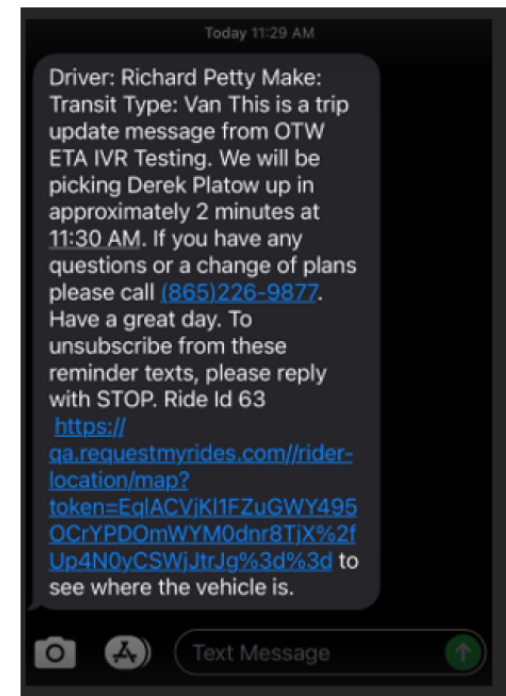 Today 11:29 AM
Driver: Richard Petty Make:
Transit Type: Van This is a trip
update message from OTW
ETA IVR Testing. We will be
picking Derek Platow up in
approximately 2 minutes at
11:30 AM. If you have any
questions or a change of plans
please call (865)226-9877.
Have a great day. To
unsubscribe from these
reminder texts, please reply
with STOP. Ride Id 63
https://
qa.requestmyrides.com//rider-
location/map?
token=EqlACVjKl1FZuGWY495
OCrYPDOmWYM0dnr8TjX%2f
Up4N0yCSWjJtrJg%3d%3d to
see where the vehicle is.
Text Message